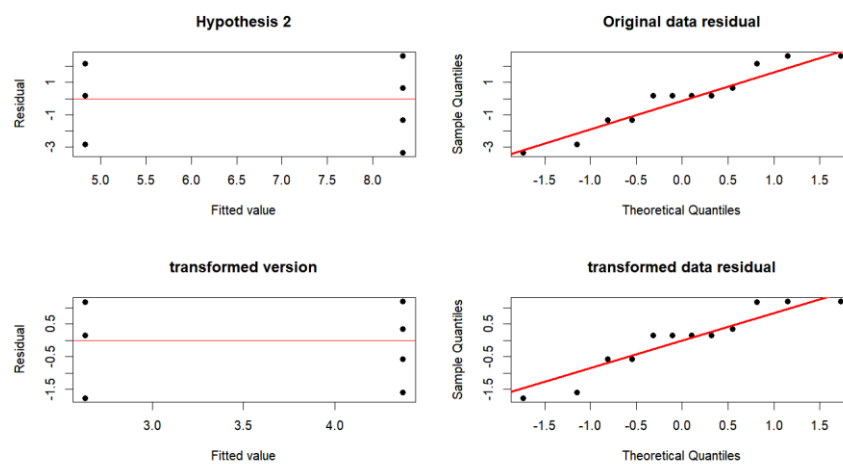 Hypothesis 2
Residual
1
-1
-3
5.0 5.5 6.0 6.5 7.0 7.5 8.0
Fitted value
Original data residual
Sample Quantiles
1
-1
-3
-1.5 -1.0 -0.5 0.0 0.5 1.0 1.5
Theoretical Quantiles
transformed version
Residual
0.5
-0.5
-1.5
3.0 3.5 4.0
Fitted value
transformed data residual
Sample Quantiles
0.5
-0.5
-1.5
-1.5 -1.0 -0.5 0.0 0.5 1.0 1.5
Theoretical Quantiles